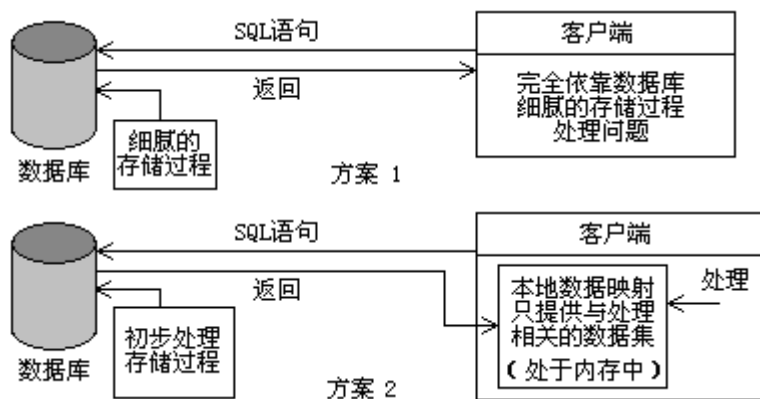 SQL语句
客户端
返回
完全依靠数据库
细腻的存储过程
处理问题
细腻的
存储过程
数据库
方案 1
SQL语句
客户端
返回
本地数据映射
只提供与处理
相关的数据集
(处于内存中)
处理
初步处理
存储过程
数据库
方案 2